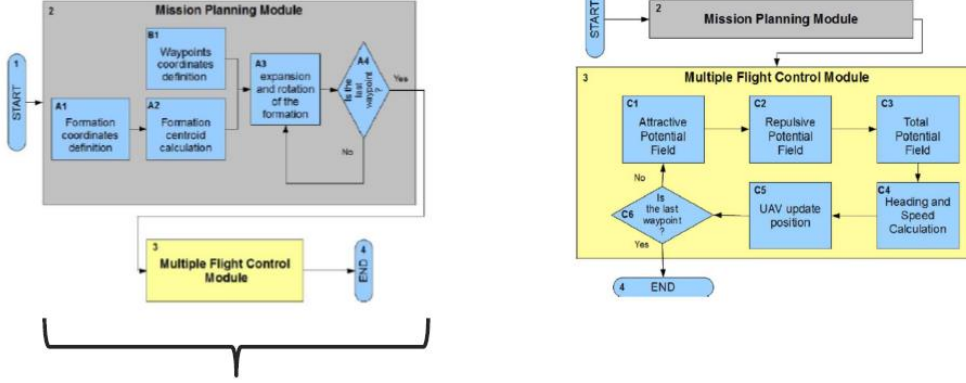 2
Mission Planning Module
1
START
B1
Waypoints
coordinates
definition
A1
Formation
coordinates
definition
A2
Formation
centroid
calculation
A3
expansion
and rotation
of the
formation
A4
Is the
last
waypoint
?
Yes
No
3
Multiple Flight Control
Module
4
END
START
2
Mission Planning Module
3
Multiple Flight Control Module
C1
Attractive
Potential
Field
C2
Repulsive
Potential
Field
C3
Total
Potential
Field
C4
Heading and
Speed
Calculation
C5
UAV update
position
C6
Is
the last
waypoint
?
No
Yes
4
END